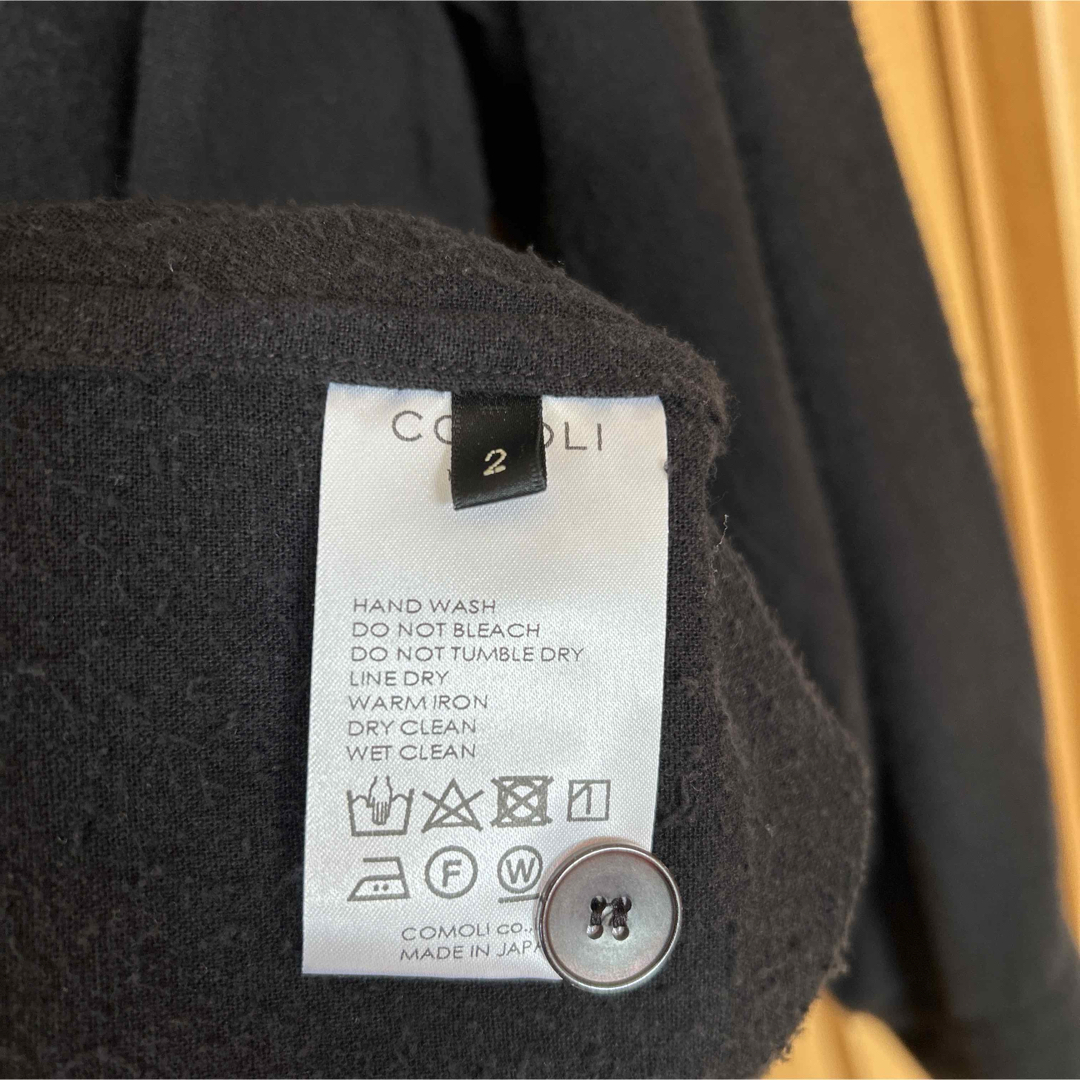 2
HAND WASH
DO NOT BLEACH
DO NOT TUMBLE DRY
LINE DRY
WARM IRON
DRY CLEAN
WET CLEAN
F W
COMOLI CO.,
MADE IN